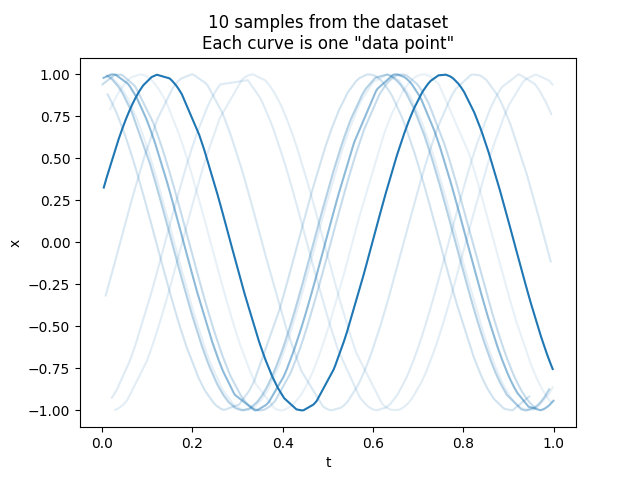 10 samples from the dataset
Each curve is one "data point"
1.00
0.75
0.50
0.25
0.00
−0.25
−0.50
−0.75
−1.00
x
0.0 0.2 0.4 0.6 0.8 1.0
t